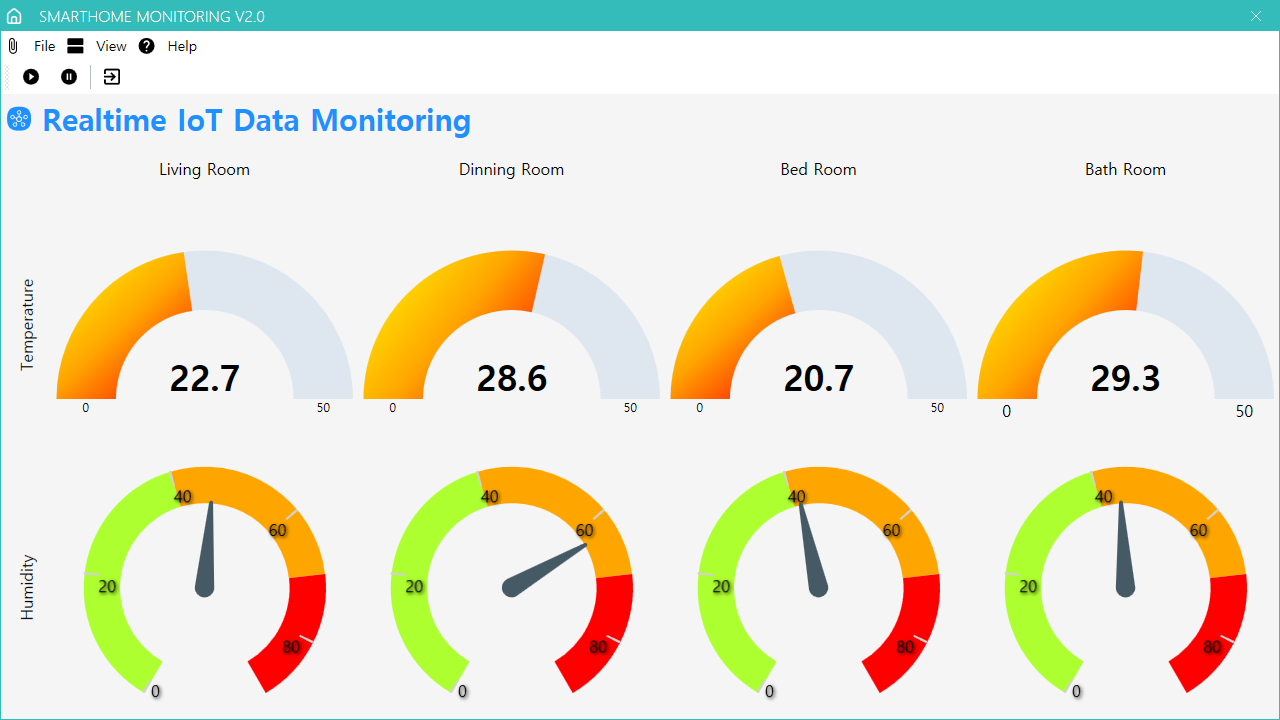 SMARTHOME MONITORING V2.0
File View Help
Realtime IoT Data Monitoring
Living Room Dinning Room Bed Room Bath Room
Temperature
22.7 28.6 20.7 29.3
0 50 0 50 0 50 0 50
Humidity
40 40 40 40
60 60 60 60
20 20 20 20
80 80 80 80
0 0 0 0